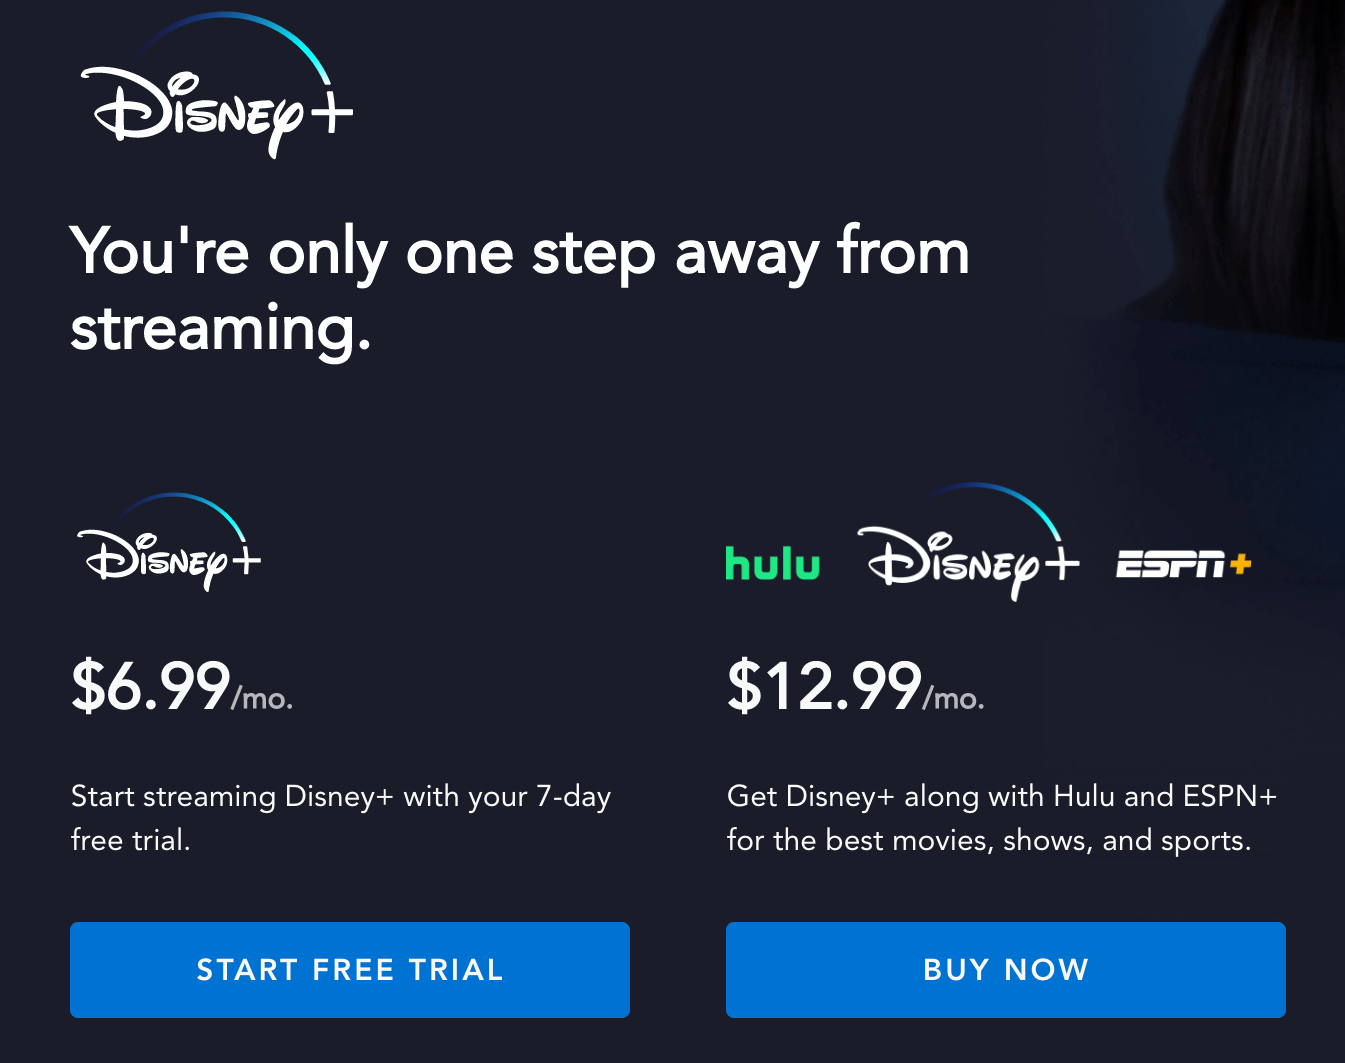 Disney+
You're only one step away from
streaming.
Disney+
hulu Disney+ ESPN+
$6.99/mo.
$12.99/mo.
Start streaming Disney+ with your 7-day
free trial.
Get Disney+ along with Hulu and ESPN+
for the best movies, shows, and sports.
START FREE TRIAL
BUY NOW